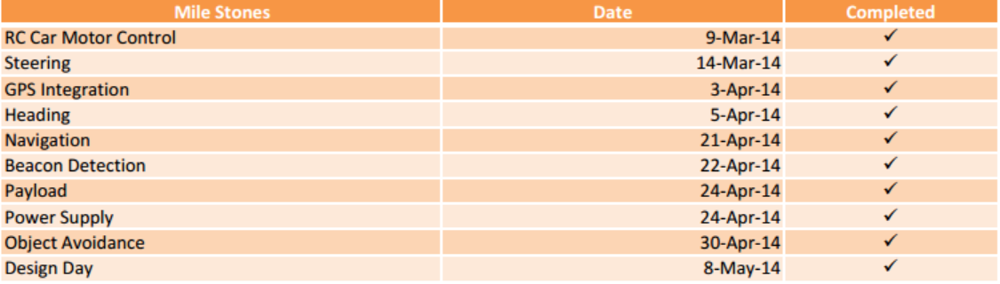 Mile Stones Date Completed
RC Car Motor Control 9-Mar-14 ✓
Steering 14-Mar-14 ✓
GPS Integration 3-Apr-14 ✓
Heading 5-Apr-14 ✓
Navigation 21-Apr-14 ✓
Beacon Detection 22-Apr-14 ✓
Payload 24-Apr-14 ✓
Power Supply 24-Apr-14 ✓
Object Avoidance 30-Apr-14 ✓
Design Day 8-May-14 ✓